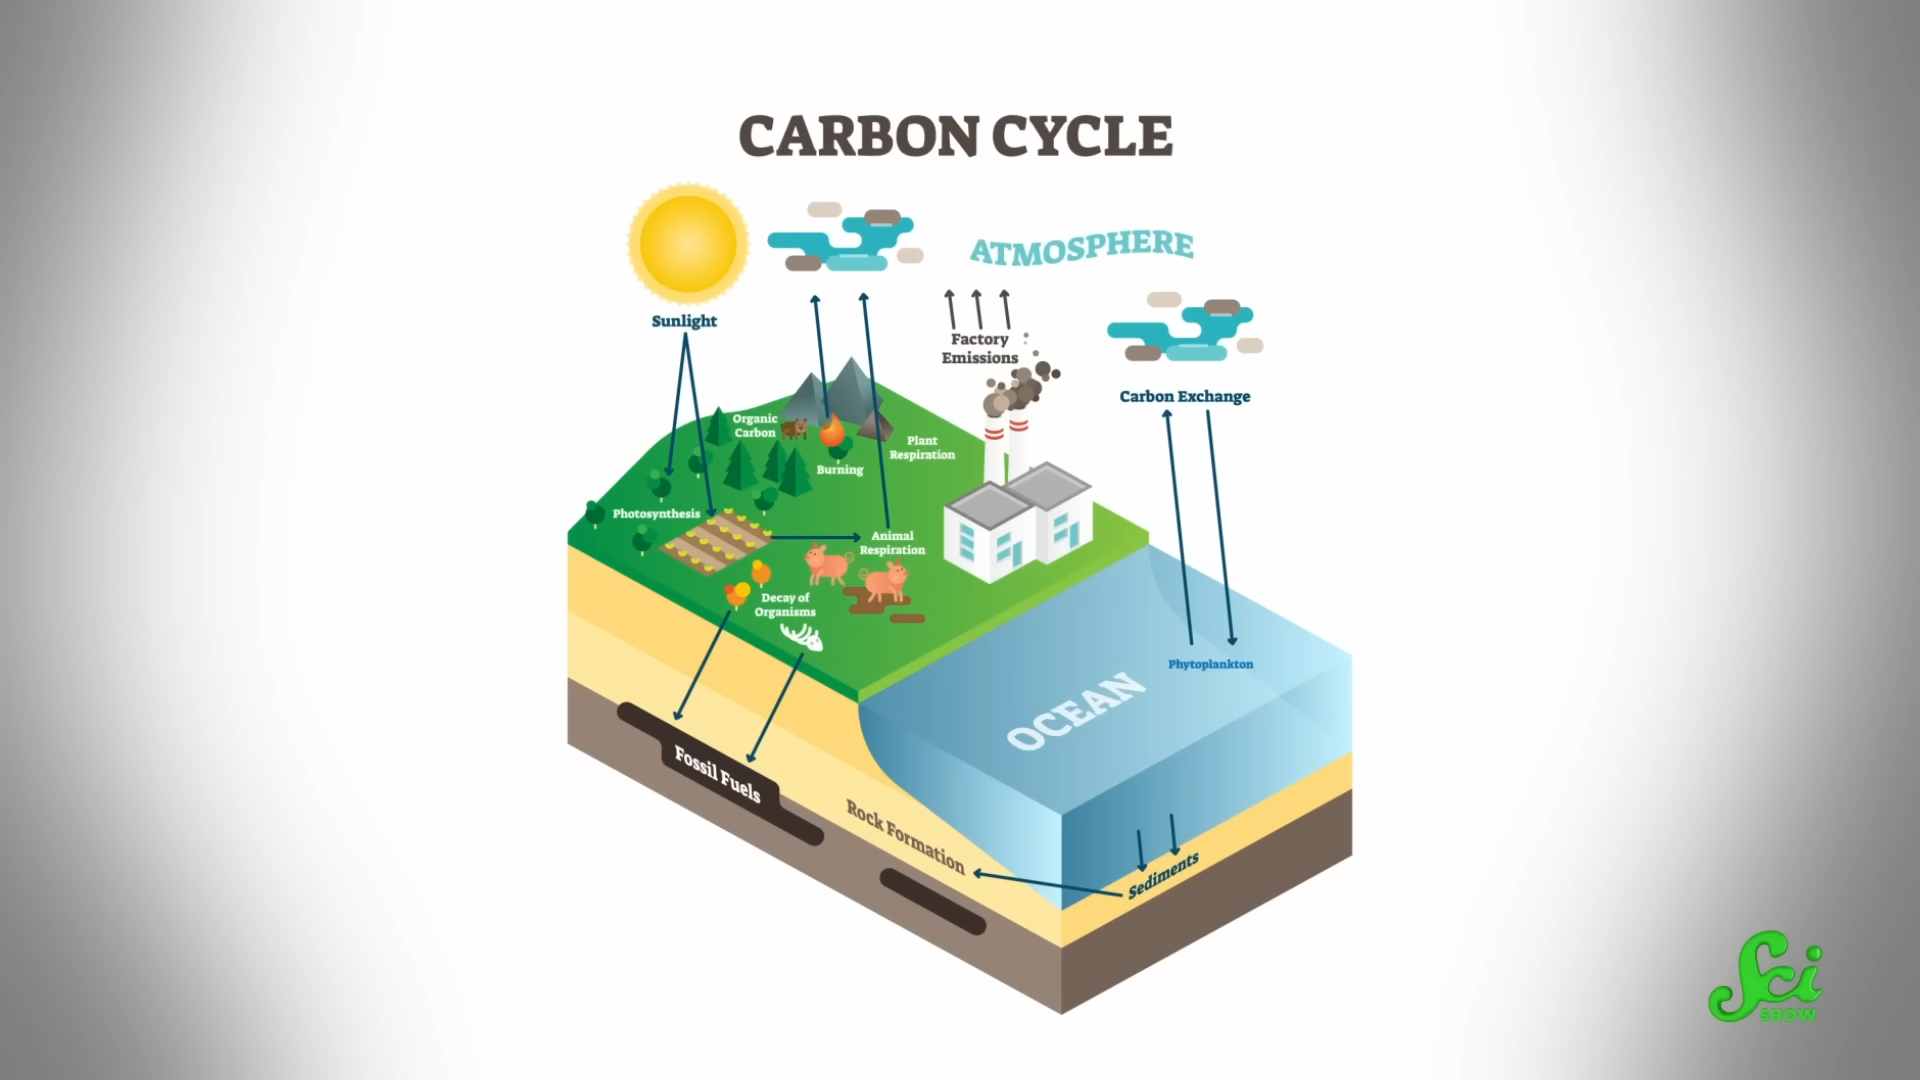 CARBON CYCLE
ATMOSPHERE
Sunlight
Factory
Emissions
Carbon Exchange
Organic
Carbon
Plant
Respiration
Burning
Photosynthesis
Animal
Respiration
Decay of
Organisms
Phytoplankton
OCEAN
Fossil Fuels
Rock Formation
Sediments
Sci
SHOW